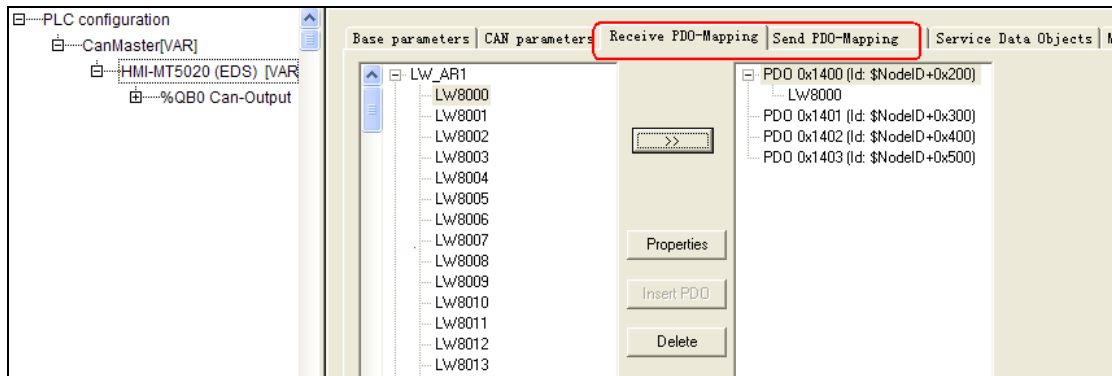 PLC configuration
CanMaster[VAR]
HMI-MT5020 (EDS) [VAR
%QB0 Can-Output
Base parameters CAN parameters Receive PDO-Mapping Send PDO-Mapping Service Data Objects M
LW_AR1
LW8000
LW8001
LW8002
LW8003
LW8004
LW8005
LW8006
LW8007
LW8008
LW8009
LW8010
LW8011
LW8012
LW8013
>>
Properties
Insert PDO
Delete
PDO 0x1400 (Id: $NodeID+0x200)
LW8000
PDO 0x1401 (Id: $NodeID+0x300)
PDO 0x1402 (Id: $NodeID+0x400)
PDO 0x1403 (Id: $NodeID+0x500)